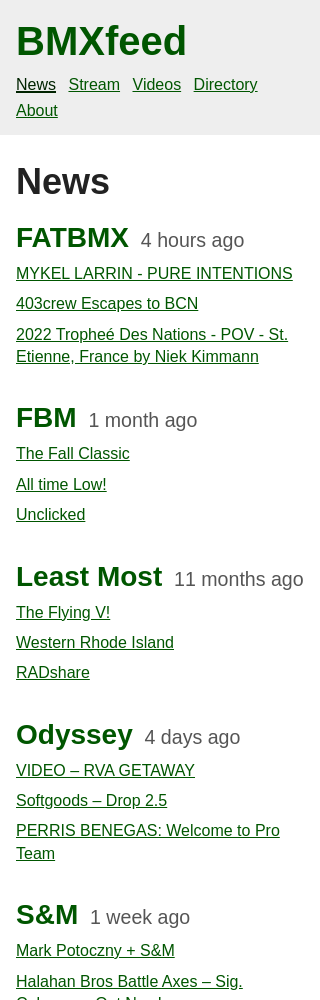 BMXfeed
News Stream Videos Directory
About
News
FATBMX 4 hours ago
MYKEL LARRIN - PURE INTENTIONS
403crew Escapes to BCN
2022 Tropheé Des Nations - POV - St.
Etienne, France by Niek Kimmann
FBM 1 month ago
The Fall Classic
All time Low!
Unclicked
Least Most 11 months ago
The Flying V!
Western Rhode Island
RADshare
Odyssey 4 days ago
VIDEO – RVA GETAWAY
Softgoods – Drop 2.5
PERRIS BENEGAS: Welcome to Pro
Team
S&M 1 week ago
Mark Potoczny + S&M
Halahan Bros Battle Axes – Sig.